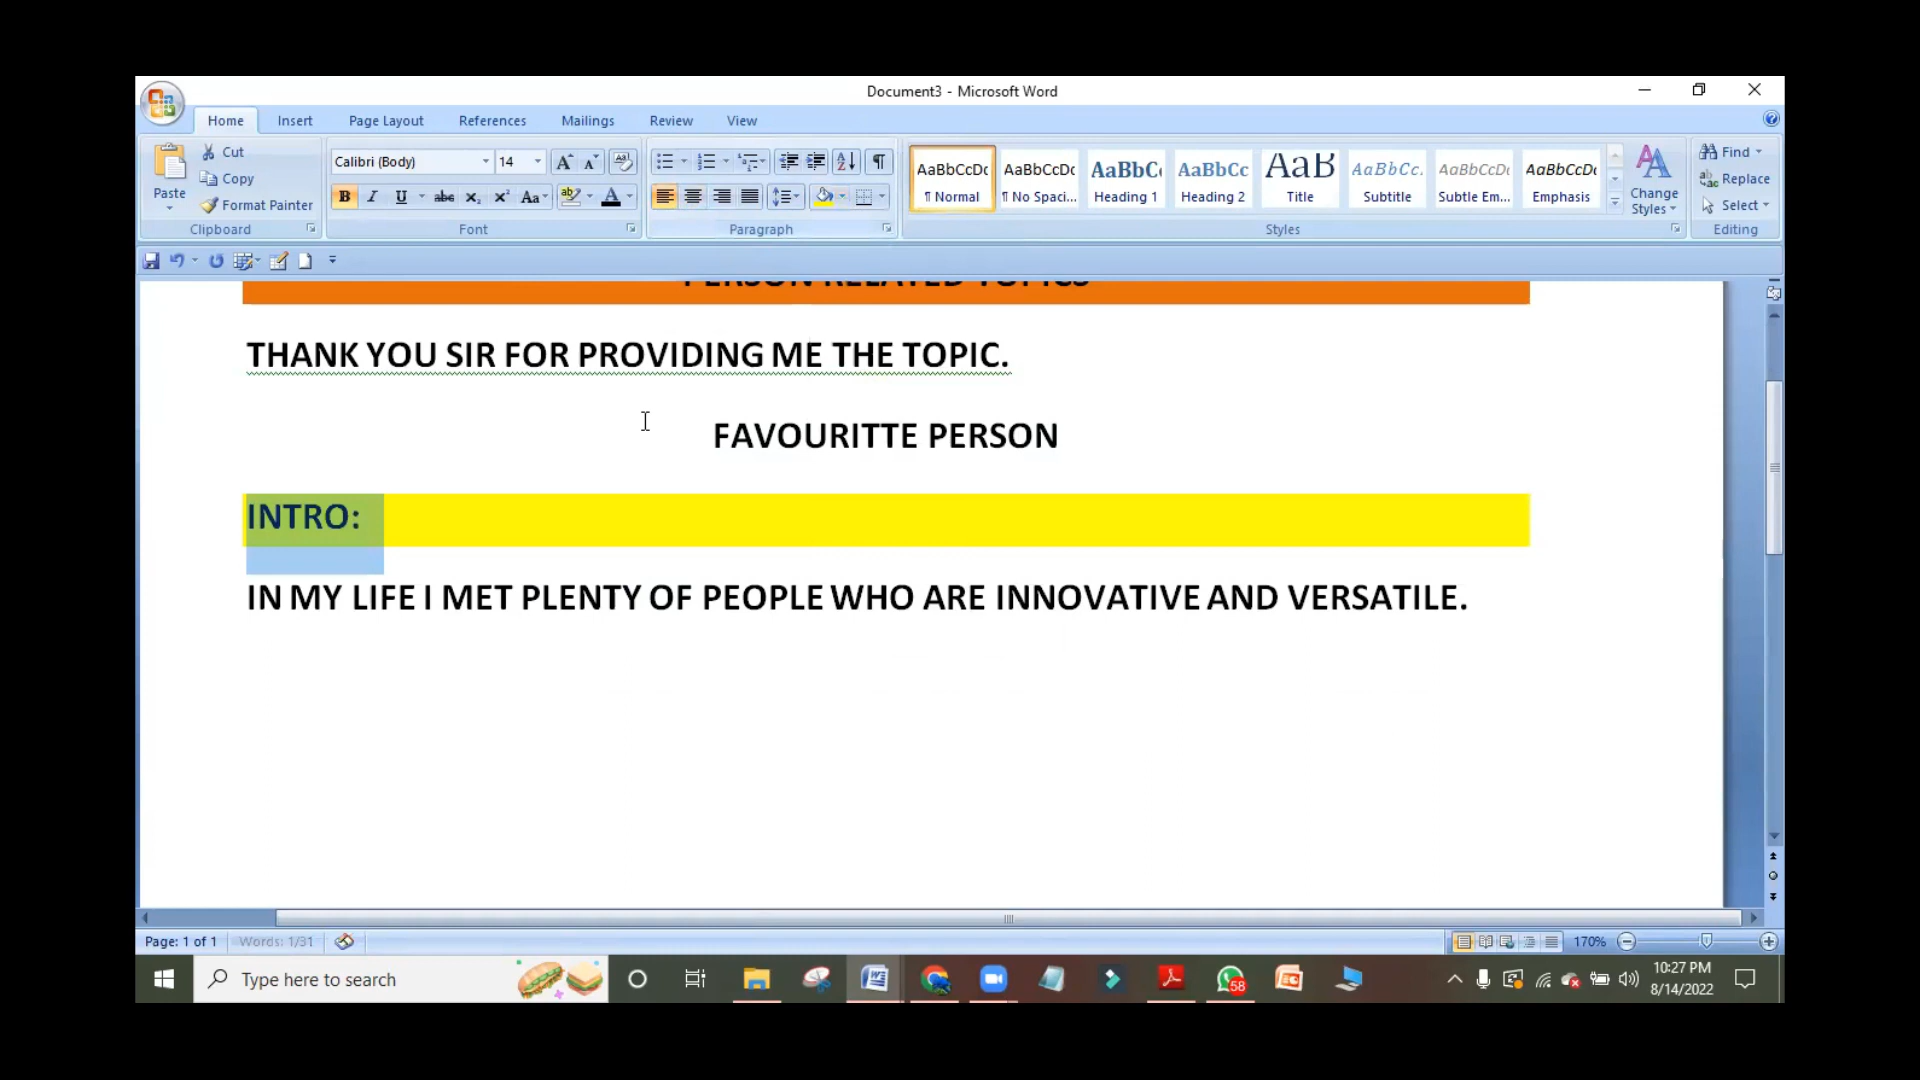 Document3 - Microsoft Word
Home Insert Page Layout References Mailings Review View
Paste
Cut
Copy
Format Painter
Clipboard
Calibri (Body) 14
Font
Paragraph
AaBbCcDc AaBbCcDc AaBbC AaBbCc AaB AaBbCc. AaBbCcDc AaBbCcDc
¶ Normal ¶ No Spaci... Heading 1 Heading 2 Title Subtitle Subtle Em... Emphasis
Change
Styles
Styles
Find
Replace
Select
Editing
PERSON RELATED TOPICS
THANK YOU SIR FOR PROVIDING ME THE TOPIC.
FAVOURITTE PERSON
INTRO:
IN MY LIFE I MET PLENTY OF PEOPLE WHO ARE INNOVATIVE AND VERSATILE.
Page: 1 of 1 Words: 1/31 170%
Type here to search
58
10:27 PM
8/14/2022